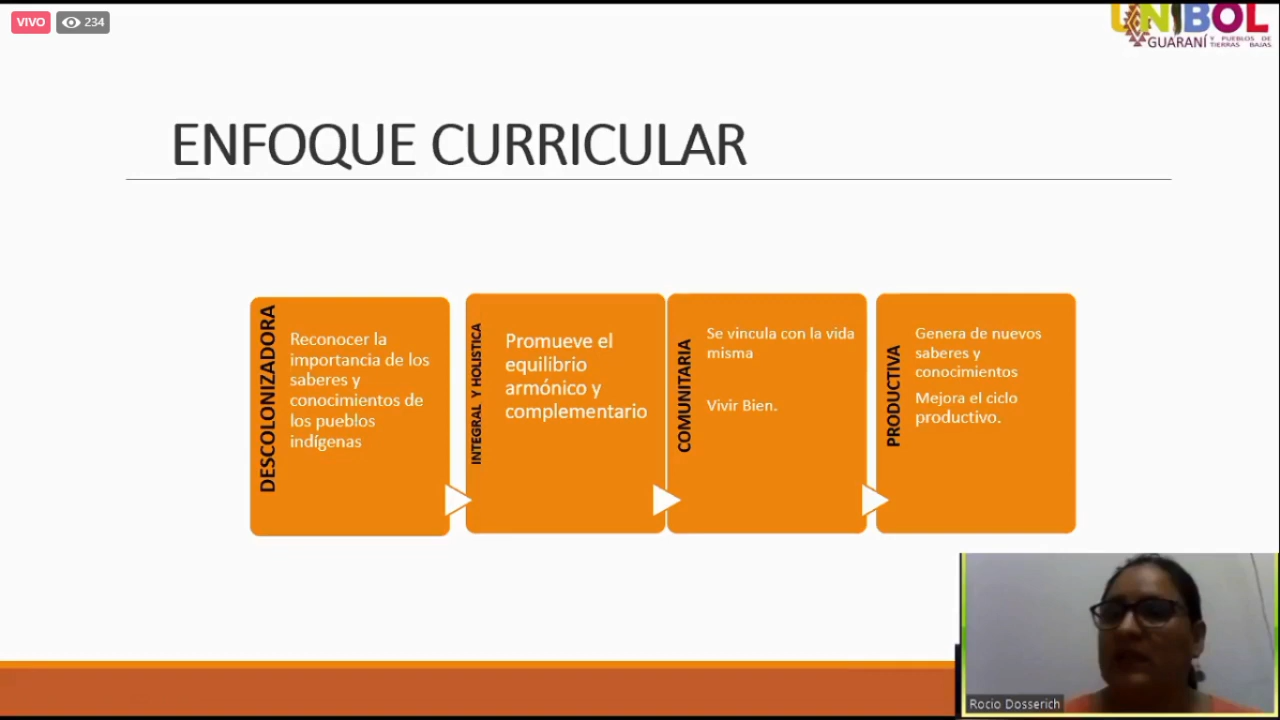 VIVO
234
UNIBOL
GUARANÍ
Y PUEBLOS DE
TIERRAS BAJAS
ENFOQUE CURRICULAR
DESCOLONIZADORA
Reconocer la
importancia de los
saberes y
conocimientos de
los pueblos
indígenas
INTEGRAL Y HOLISTICA
Promueve el
equilibrio
armónico y
complementario
COMUNITARIA
Se vincula con la vida
misma
Vivir Bien.
PRODUCTIVA
Genera de nuevos
saberes y
conocimientos
Mejora el ciclo
productivo.
Rocio Dosserich